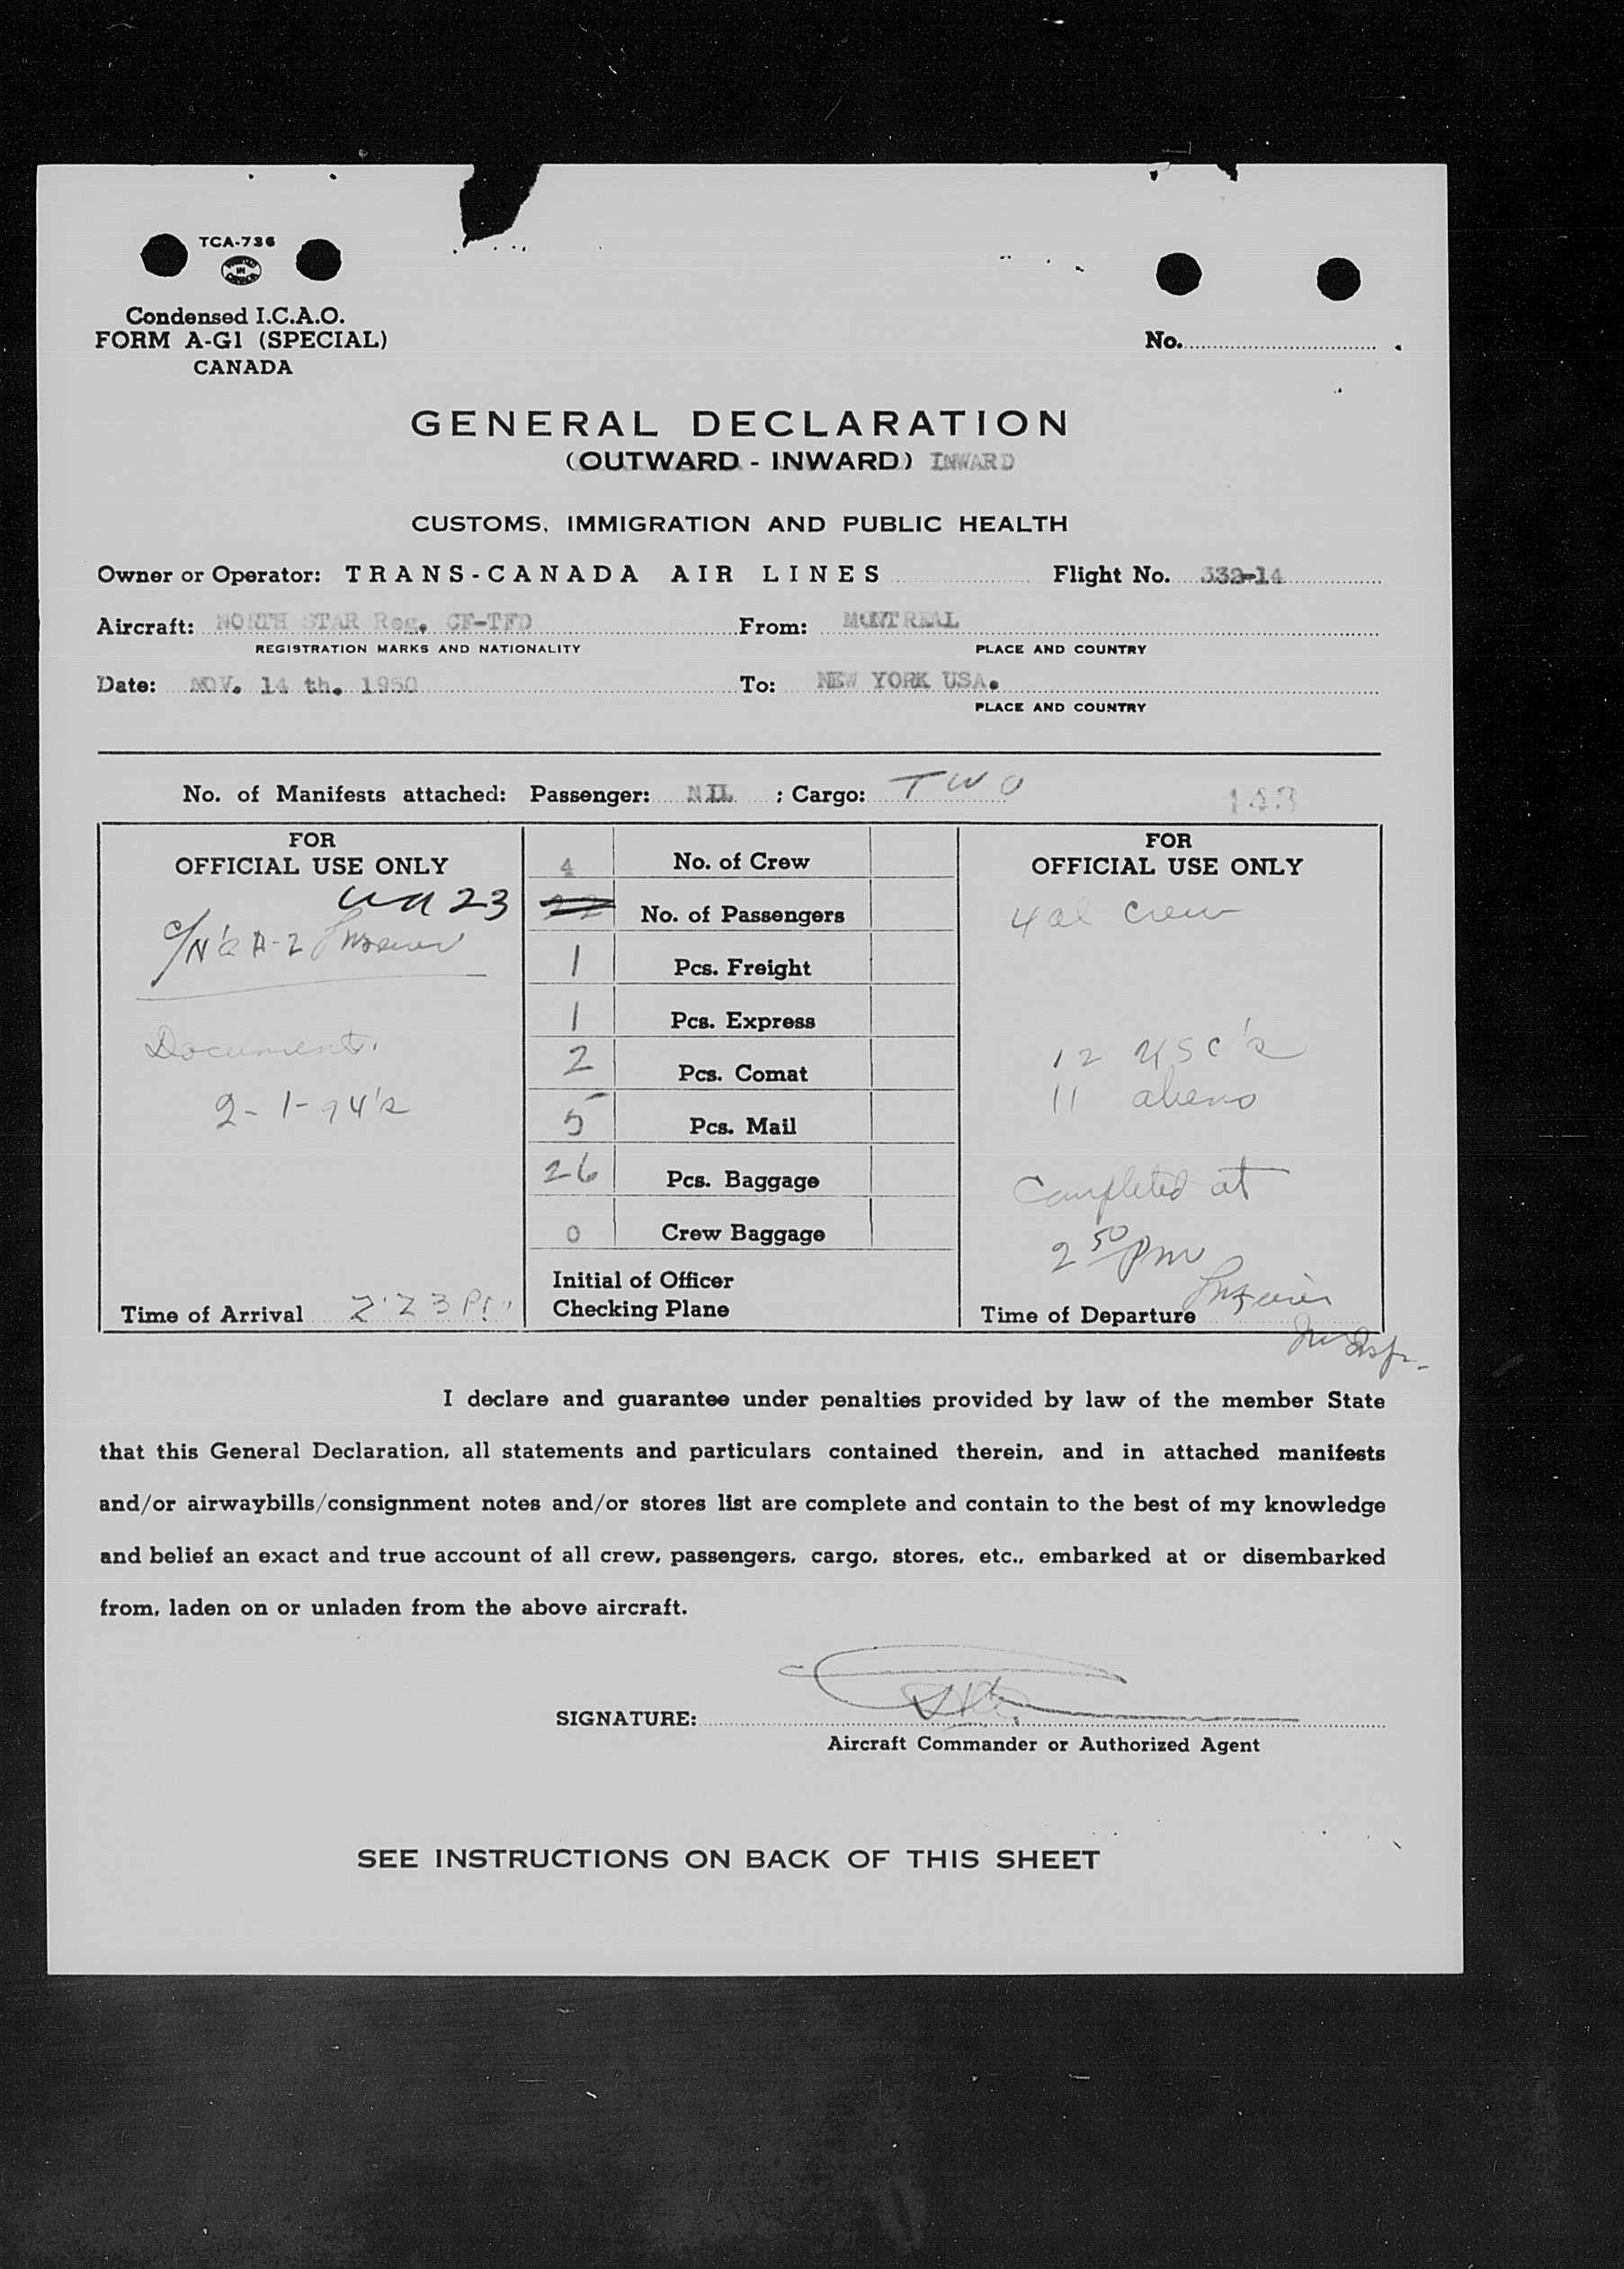 TCA-736
Condensed I.C.A.O.
FORM A-G1 (SPECIAL)
CANADA
No.
GENERAL DECLARATION
(OUTWARD - INWARD) INWARD
CUSTOMS, IMMIGRATION AND PUBLIC HEALTH
Owner or Operator: TRANS-CANADA AIR LINES Flight No. 332-14
Aircraft: NORTH STAR Reg. CF-TFD From: MONTREAL
REGISTRATION MARKS AND NATIONALITY PLACE AND COUNTRY
Date: NOV. 14 th. 1950 To: NEW YORK USA.
PLACE AND COUNTRY
No. of Manifests attached: Passenger: NIL ; Cargo: TWO
143
FOR
OFFICIAL USE ONLY
23
Documents.
Time of Arrival 2:23 P
4 No. of Crew
22 No. of Passengers
1 Pcs. Freight
1 Pcs. Express
2 Pcs. Comat
5 Pcs. Mail
26 Pcs. Baggage
0 Crew Baggage
Initial of Officer
Checking Plane
FOR
OFFICIAL USE ONLY
4 al crew
12 USC's
11 aliens
Completed at
2 50 pm
Time of Departure
I declare and guarantee under penalties provided by law of the member State
that this General Declaration, all statements and particulars contained therein, and in attached manifests
and/or airwaybills/consignment notes and/or stores list are complete and contain to the best of my knowledge
and belief an exact and true account of all crew, passengers, cargo, stores, etc., embarked at or disembarked
from, laden on or unladen from the above aircraft.
SIGNATURE:
Aircraft Commander or Authorized Agent
SEE INSTRUCTIONS ON BACK OF THIS SHEET